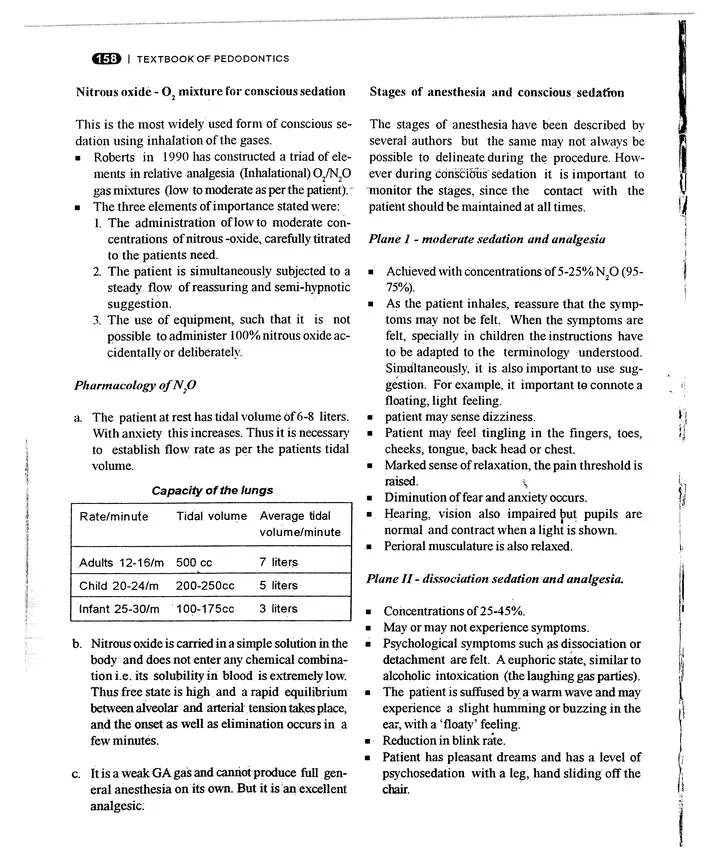 158 | TEXTBOOK OF PEDODONTICS
Nitrous oxide - O₂ mixture for conscious sedation
This is the most widely used form of conscious se-
dation using inhalation of the gases.
■ Roberts in 1990 has constructed a triad of ele-
ments in relative analgesia (Inhalational) O₂/N₂O
gas mixtures (low to moderate as per the patient).
■ The three elements of importance stated were:
1. The administration of low to moderate con-
centrations of nitrous -oxide, carefully titrated
to the patients need.
2. The patient is simultaneously subjected to a
steady flow of reassuring and semi-hypnotic
suggestion.
3. The use of equipment, such that it is not
possible to administer 100% nitrous oxide ac-
cidentally or deliberately.
Pharmacology of N₂O
a. The patient at rest has tidal volume of 6-8 liters.
With anxiety this increases. Thus it is necessary
to establish flow rate as per the patients tidal
volume.
Capacity of the lungs
Rate/minute Tidal volume Average tidal
volume/minute
Adults 12-16/m 500 cc 7 liters
Child 20-24/m 200-250cc 5 liters
Infant 25-30/m 100-175cc 3 liters
b. Nitrous oxide is carried in a simple solution in the
body and does not enter any chemical combina-
tion i.e. its solubility in blood is extremely low.
Thus free state is high and a rapid equilibrium
between alveolar and arterial tension takes place,
and the onset as well as elimination occurs in a
few minutes.
c. It is a weak GA gas and cannot produce full gen-
eral anesthesia on its own. But it is an excellent
analgesic.
Stages of anesthesia and conscious sedation
The stages of anesthesia have been described by
several authors but the same may not always be
possible to delineate during the procedure. How-
ever during conscious sedation it is important to
monitor the stages, since the contact with the
patient should be maintained at all times.
Plane I - moderate sedation and analgesia
■ Achieved with concentrations of 5-25% N₂O (95-
75%).
■ As the patient inhales, reassure that the symp-
toms may not be felt. When the symptoms are
felt, specially in children the instructions have
to be adapted to the terminology understood.
Simultaneously, it is also important to use sug-
gestion. For example, it important to connote a
floating, light feeling.
■ patient may sense dizziness.
■ Patient may feel tingling in the fingers, toes,
cheeks, tongue, back head or chest.
■ Marked sense of relaxation, the pain threshold is
raised.
■ Diminution of fear and anxiety occurs.
■ Hearing, vision also impaired but pupils are
normal and contract when a light is shown.
■ Perioral musculature is also relaxed.
Plane II - dissociation sedation and analgesia.
■ Concentrations of 25-45%.
■ May or may not experience symptoms.
■ Psychological symptoms such as dissociation or
detachment are felt. A euphoric state, similar to
alcoholic intoxication (the laughing gas parties).
■ The patient is suffused by a warm wave and may
experience a slight humming or buzzing in the
ear, with a 'floaty' feeling.
■ Reduction in blink rate.
■ Patient has pleasant dreams and has a level of
psychosedation with a leg, hand sliding off the
chair.